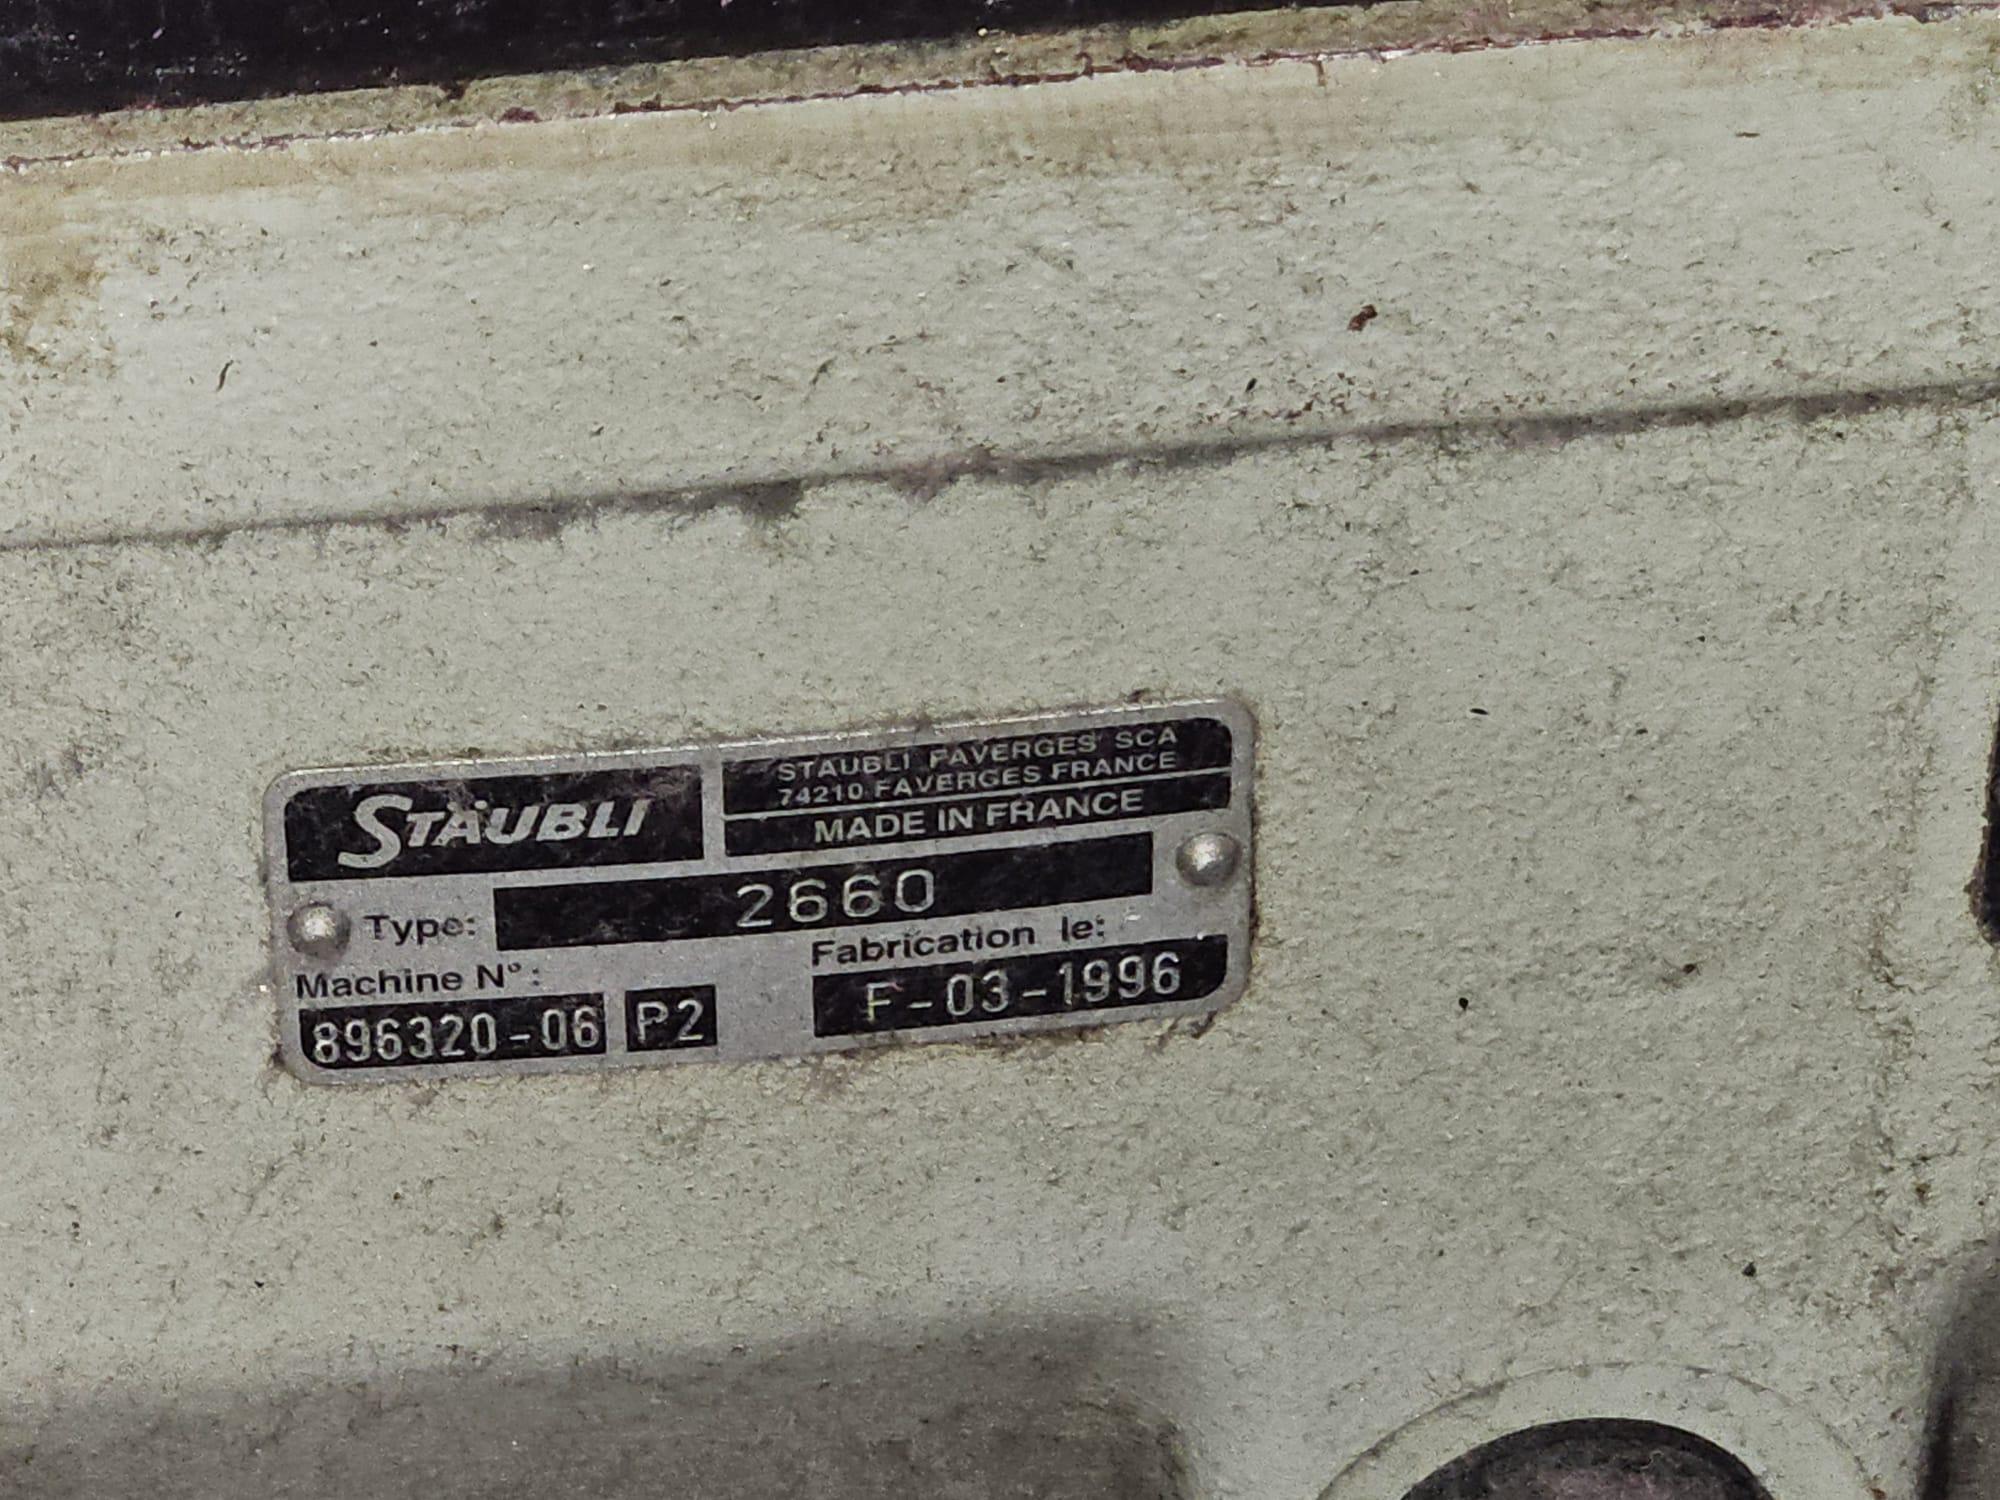 STÄUBLI
STÄUBLI FAVERGES SCA
74210 FAVERGES FRANCE
MADE IN FRANCE
Type: 2660
Machine N°: Fabrication le:
896320-06 P2 F-03-1996